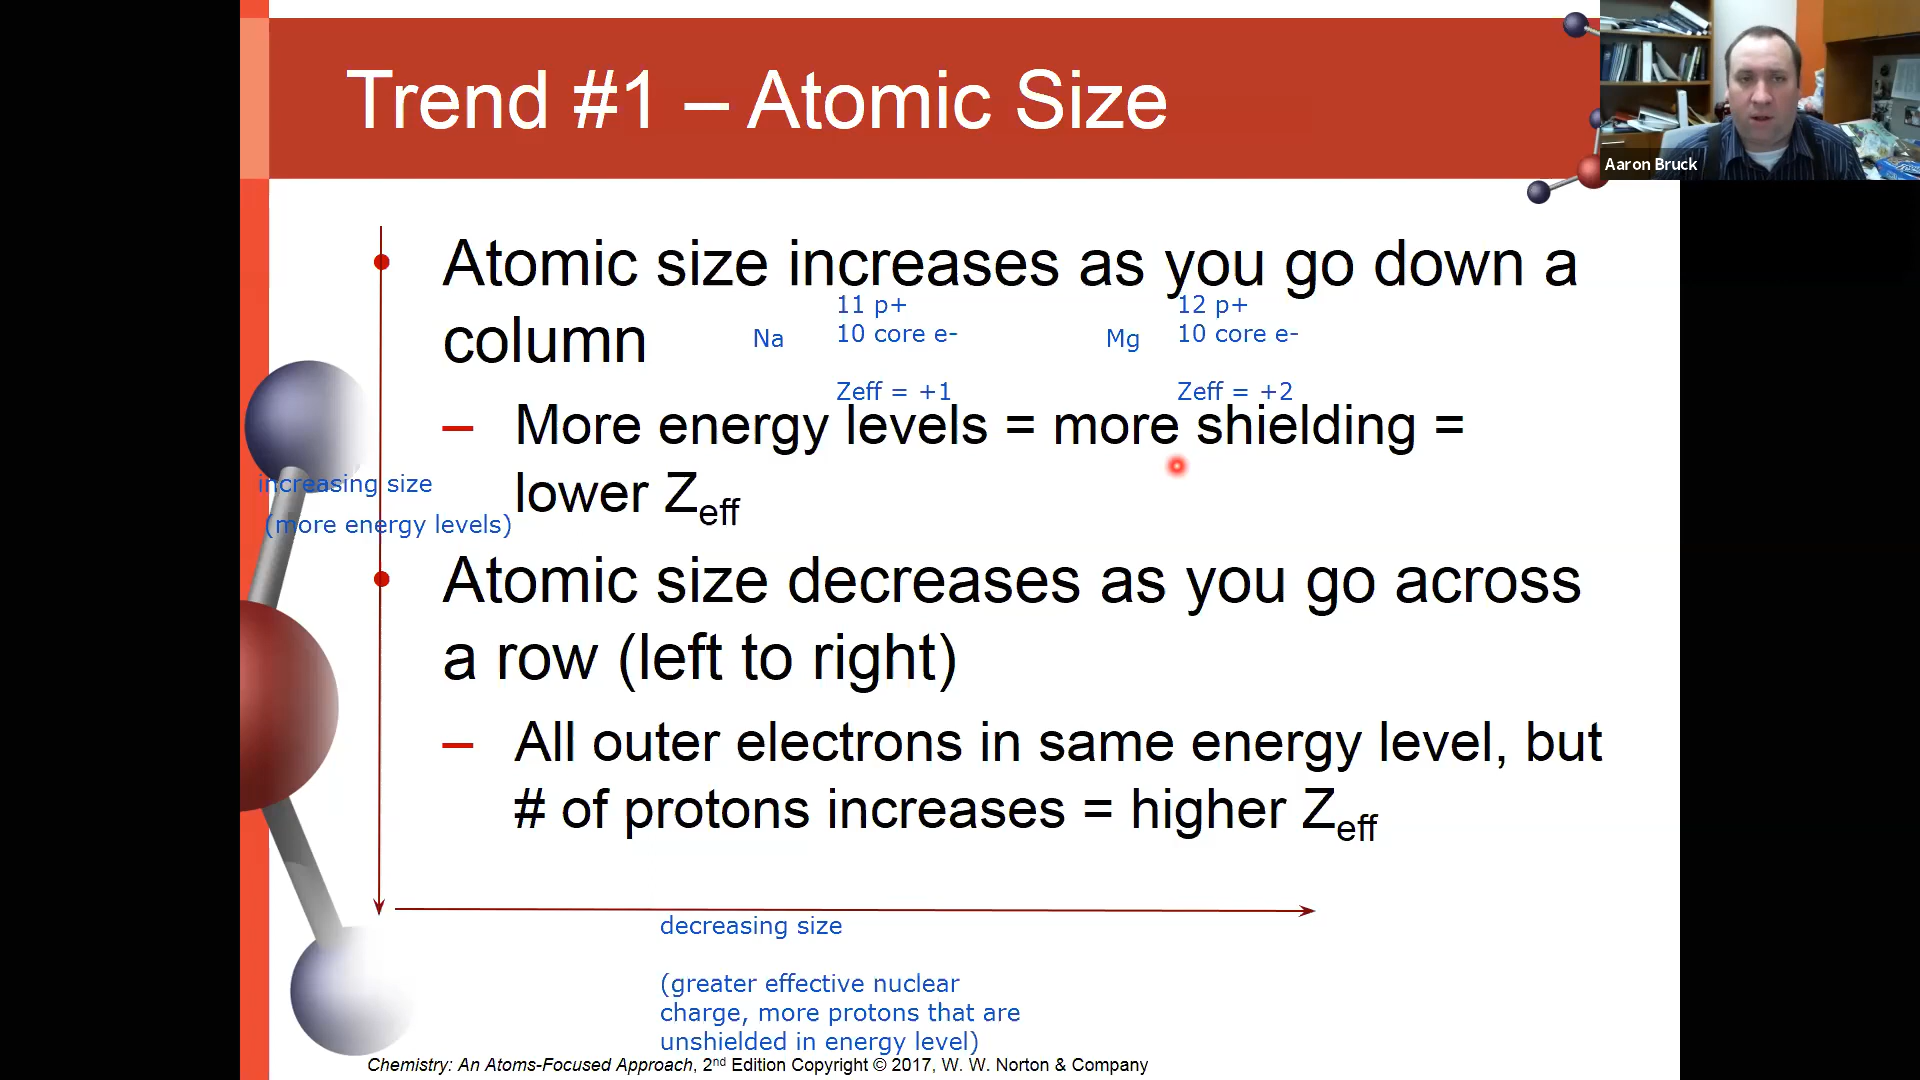 Trend #1 – Atomic Size
Aaron Bruck
• Atomic size increases as you go down a
column
Na
11 p+
10 core e-
Zeff = +1
Mg
12 p+
10 core e-
Zeff = +2
– More energy levels = more shielding =
lower Zeff
increasing size
(more energy levels)
• Atomic size decreases as you go across
a row (left to right)
– All outer electrons in same energy level, but
# of protons increases = higher Zeff
decreasing size
(greater effective nuclear
charge, more protons that are
unshielded in energy level)
Chemistry: An Atoms-Focused Approach, 2nd Edition Copyright © 2017, W. W. Norton & Company